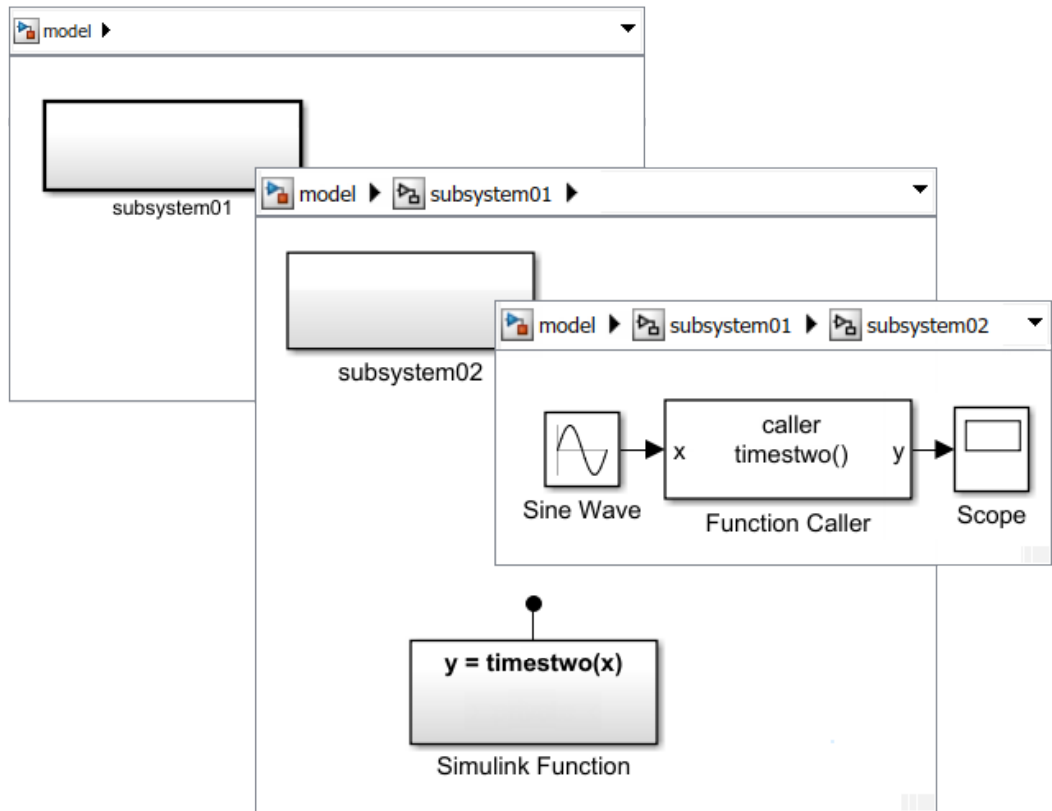 model
subsystem01
model subsystem01
subsystem02
model subsystem01 subsystem02
caller
timestwo()
x
y
Sine Wave
Function Caller
Scope
y = timestwo(x)
Simulink Function